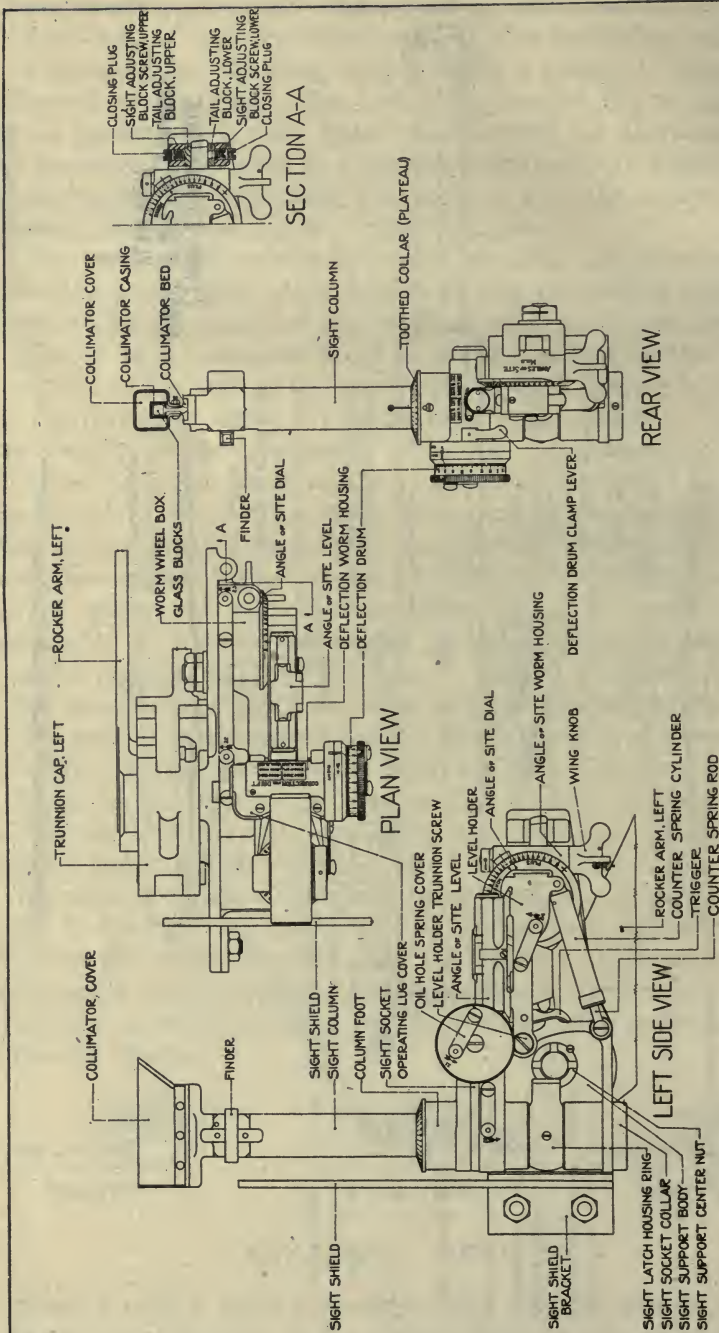 CLOSING PLUG
SIGHT ADJUSTING
BLOCK SCREW, UPPER
TAIL ADJUSTING
BLOCK, UPPER.
TAIL ADJUSTING
BLOCK, LOWER
SIGHT ADJUSTING
BLOCK SCREW, LOWER
CLOSING PLUG
SECTION A-A
COLLIMATOR COVER
COLLIMATOR CASING
COLLIMATOR BED
SIGHT COLUMN
TOOTHED COLLAR (PLATEAU)
ANGLES OF SITE
REAR VIEW
WORM WHEEL BOX.
GLASS BLOCKS
FINDER
ANGLE OF SITE DIAL
ANGLE OF SITE LEVEL
DEFLECTION WORM HOUSING
DEFLECTION DRUM
DEFLECTION DRUM CLAMP LEVER
ROCKER ARM, LEFT.
TRUNNION CAP, LEFT
A
A
PLAN VIEW
SIGHT SHIELD
SIGHT COLUMN
SIGHT SOCKET
OPERATING LUG COVER
COLUMN FOOT
OIL HOLE SPRING COVER
LEVEL HOLDER TRUNNION SCREW
ANGLE OF SITE LEVEL
LEVEL HOLDER
ANGLE OF SITE DIAL
ANGLE OF SITE WORM HOUSING
WING KNOB
COLLIMATOR, COVER
FINDER
SIGHT SHIELD
SIGHT SHIELD
BRACKET
LEFT SIDE VIEW
ROCKER ARM, LEFT
COUNTER SPRING CYLINDER
TRIGGER
COUNTER SPRING ROD
SIGHT LATCH HOUSING RING
SIGHT SOCKET COLLAR
SIGHT SUPPORT BODY
SIGHT SUPPORT CENTER NUT